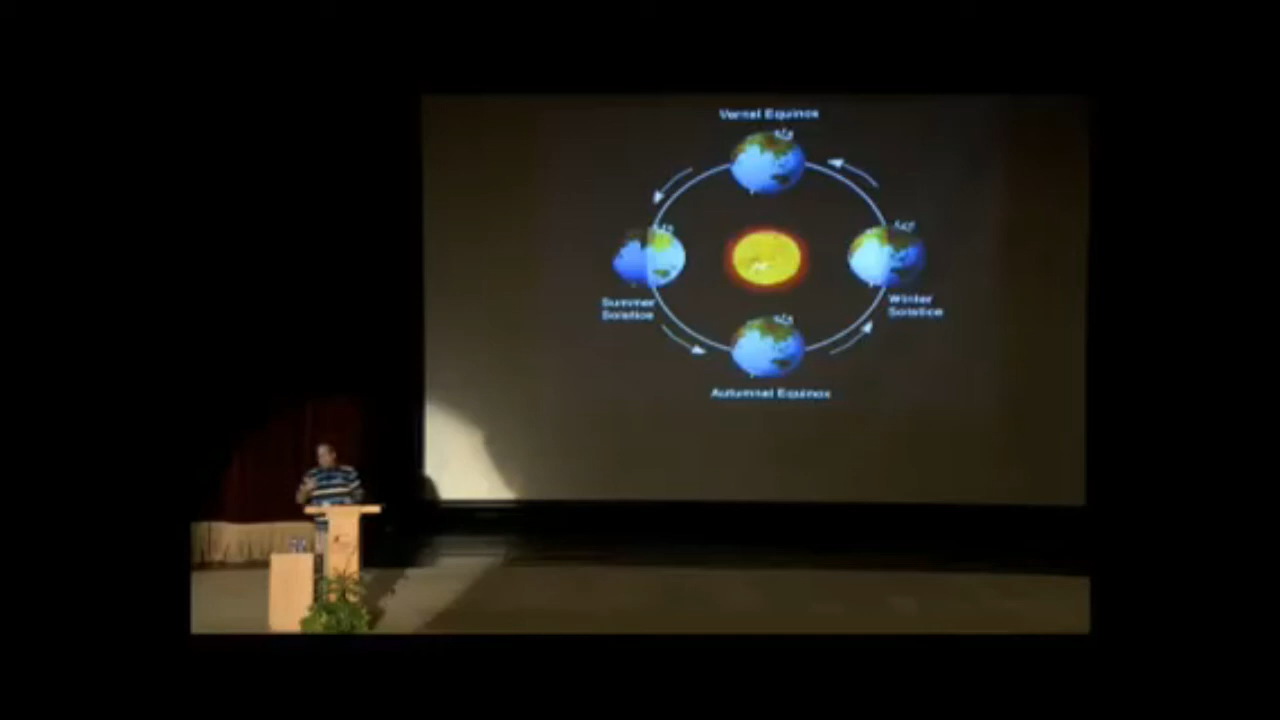 Vernal Equinox
Summer
Solstice
Winter
Solstice
Autumnal Equinox